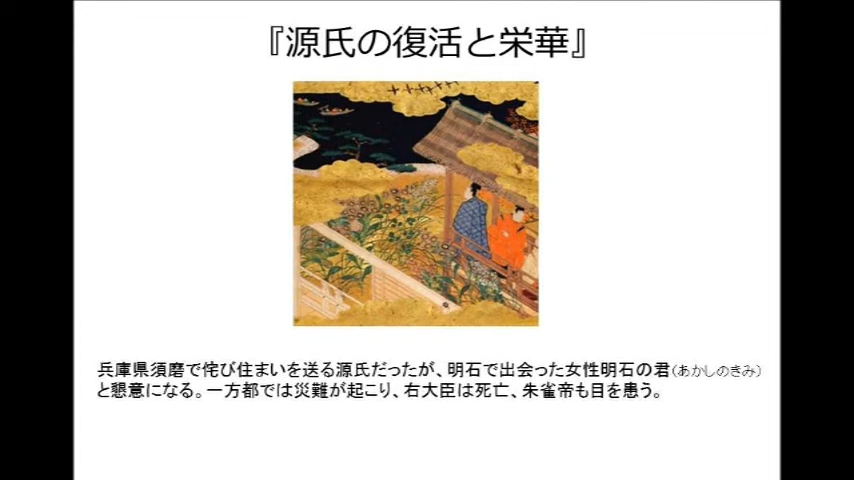 『源氏の復活と栄華』
兵庫県須磨で侘び住まいを送る源氏だったが、明石で出会った女性明石の君(あかしのきみ)
と懇意になる。一方都では災難が起こり、右大臣は死亡、朱雀帝も目を患う。